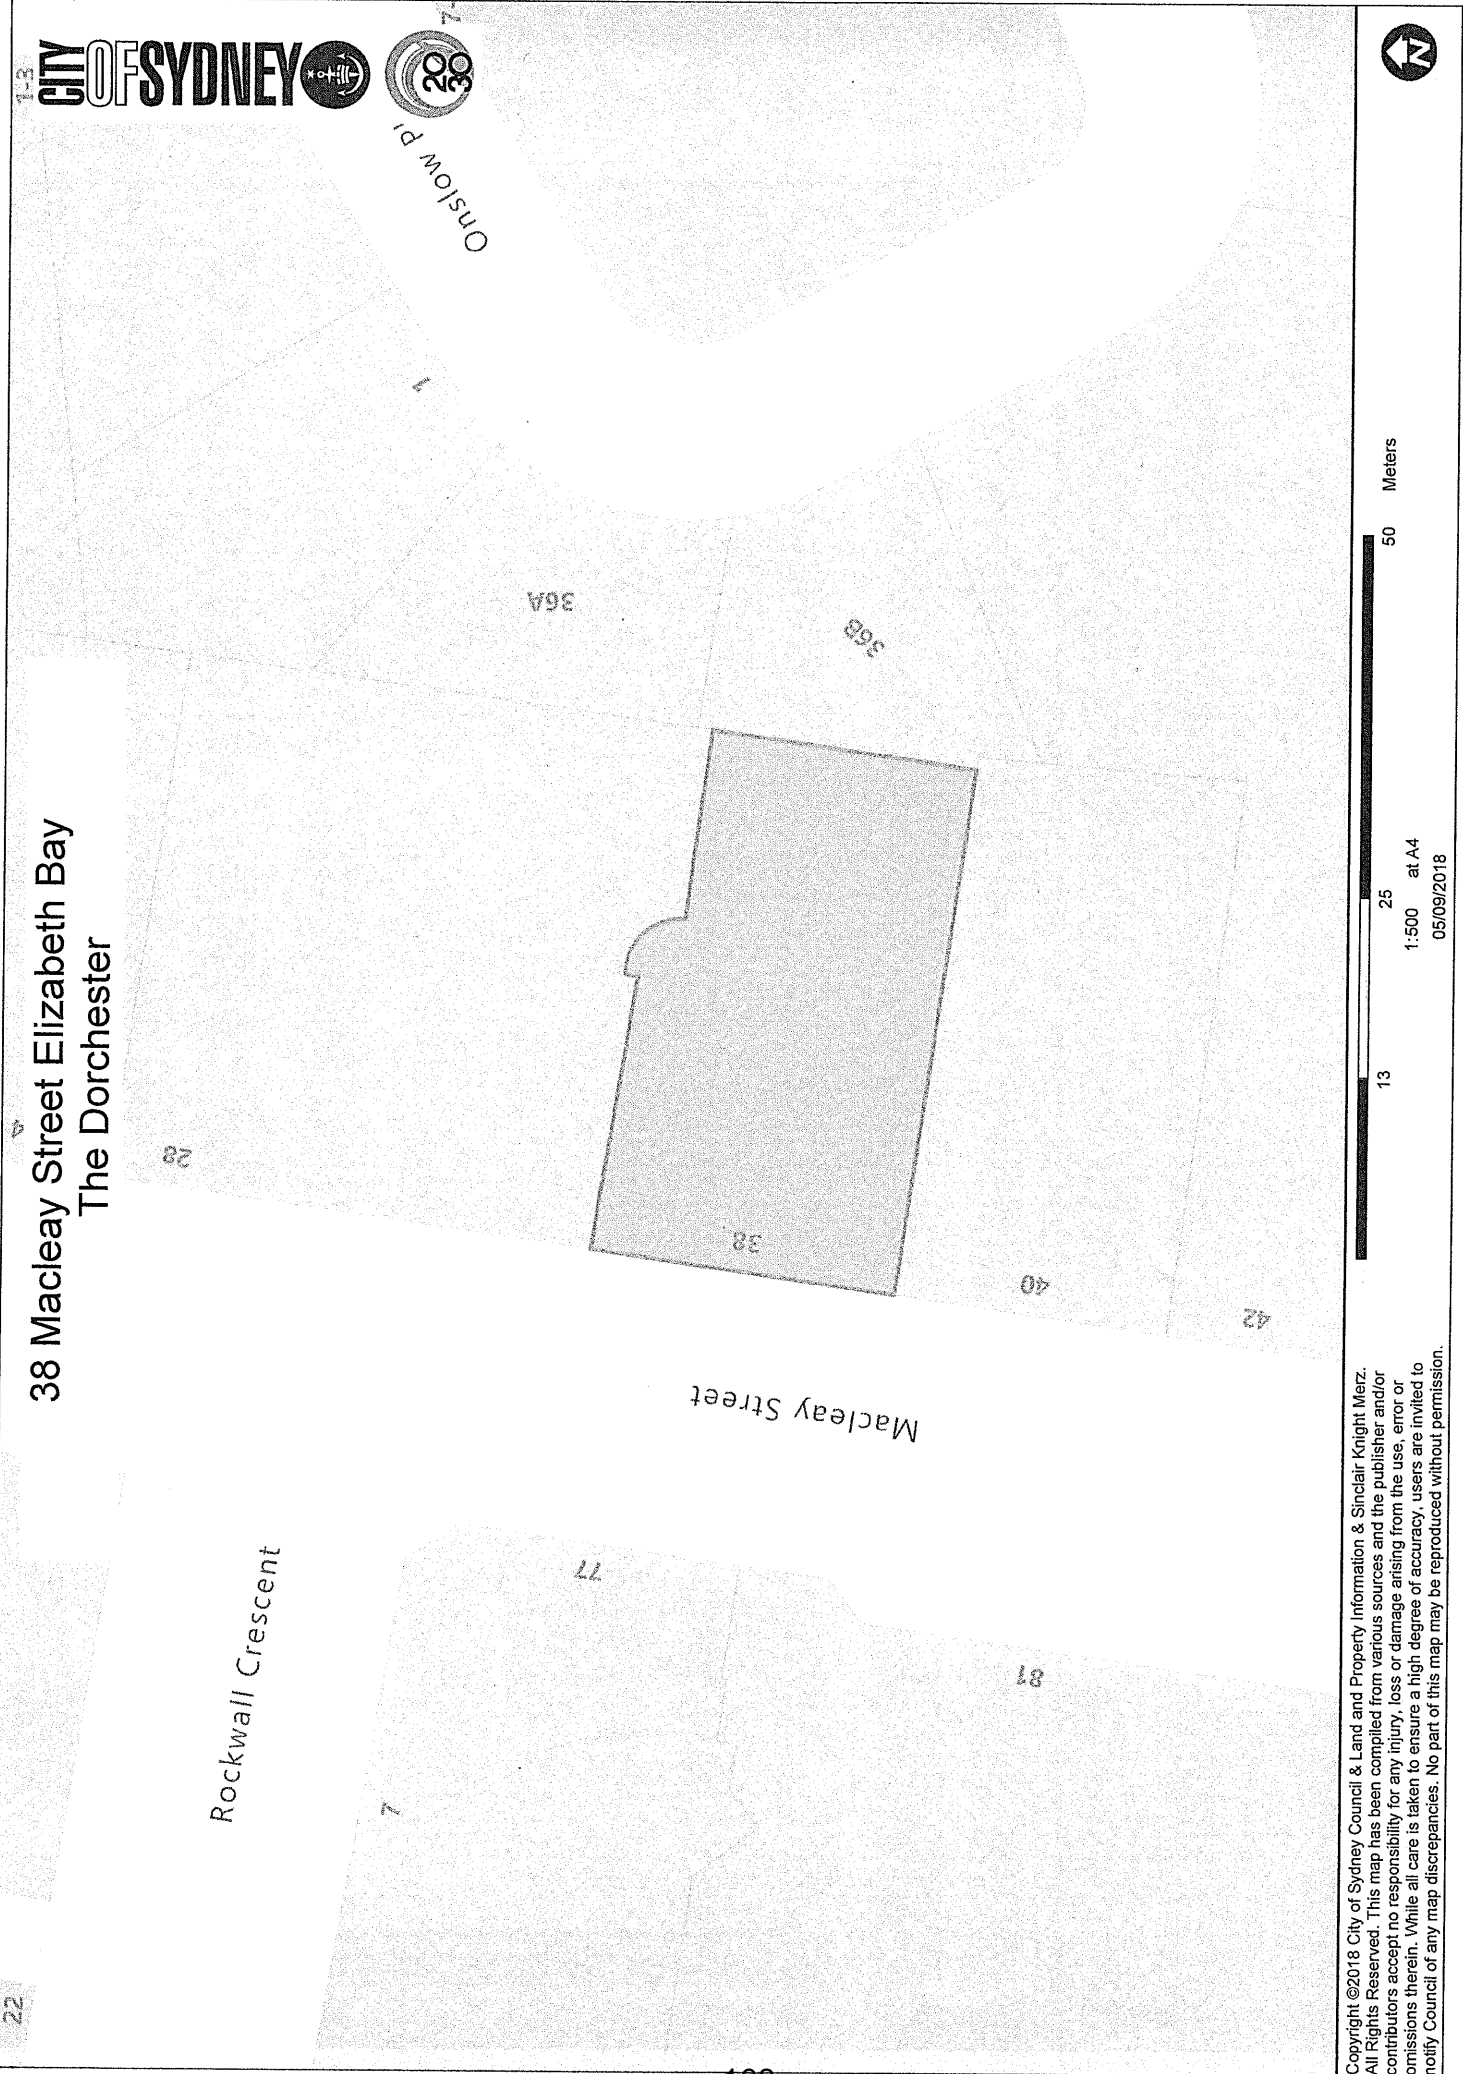 38 Macleay Street Elizabeth Bay
The Dorchester
CITY OF SYDNEY
2030
1-3
4
22
28
Onslow Pl
7-
1
36A
36B
38
40
42
Macleay Street
Rockwall Crescent
77
81
7
N
13
25
50
Meters
1:500 at A4
05/09/2018
Copyright ©2018 City of Sydney Council & Land and Property Information & Sinclair Knight Merz.
All Rights Reserved. This map has been compiled from various sources and the publisher and/or
contributors accept no responsibility for any injury, loss or damage arising from the use, error or
omissions therein. While all care is taken to ensure a high degree of accuracy, users are invited to
notify Council of any map discrepancies. No part of this map may be reproduced without permission.